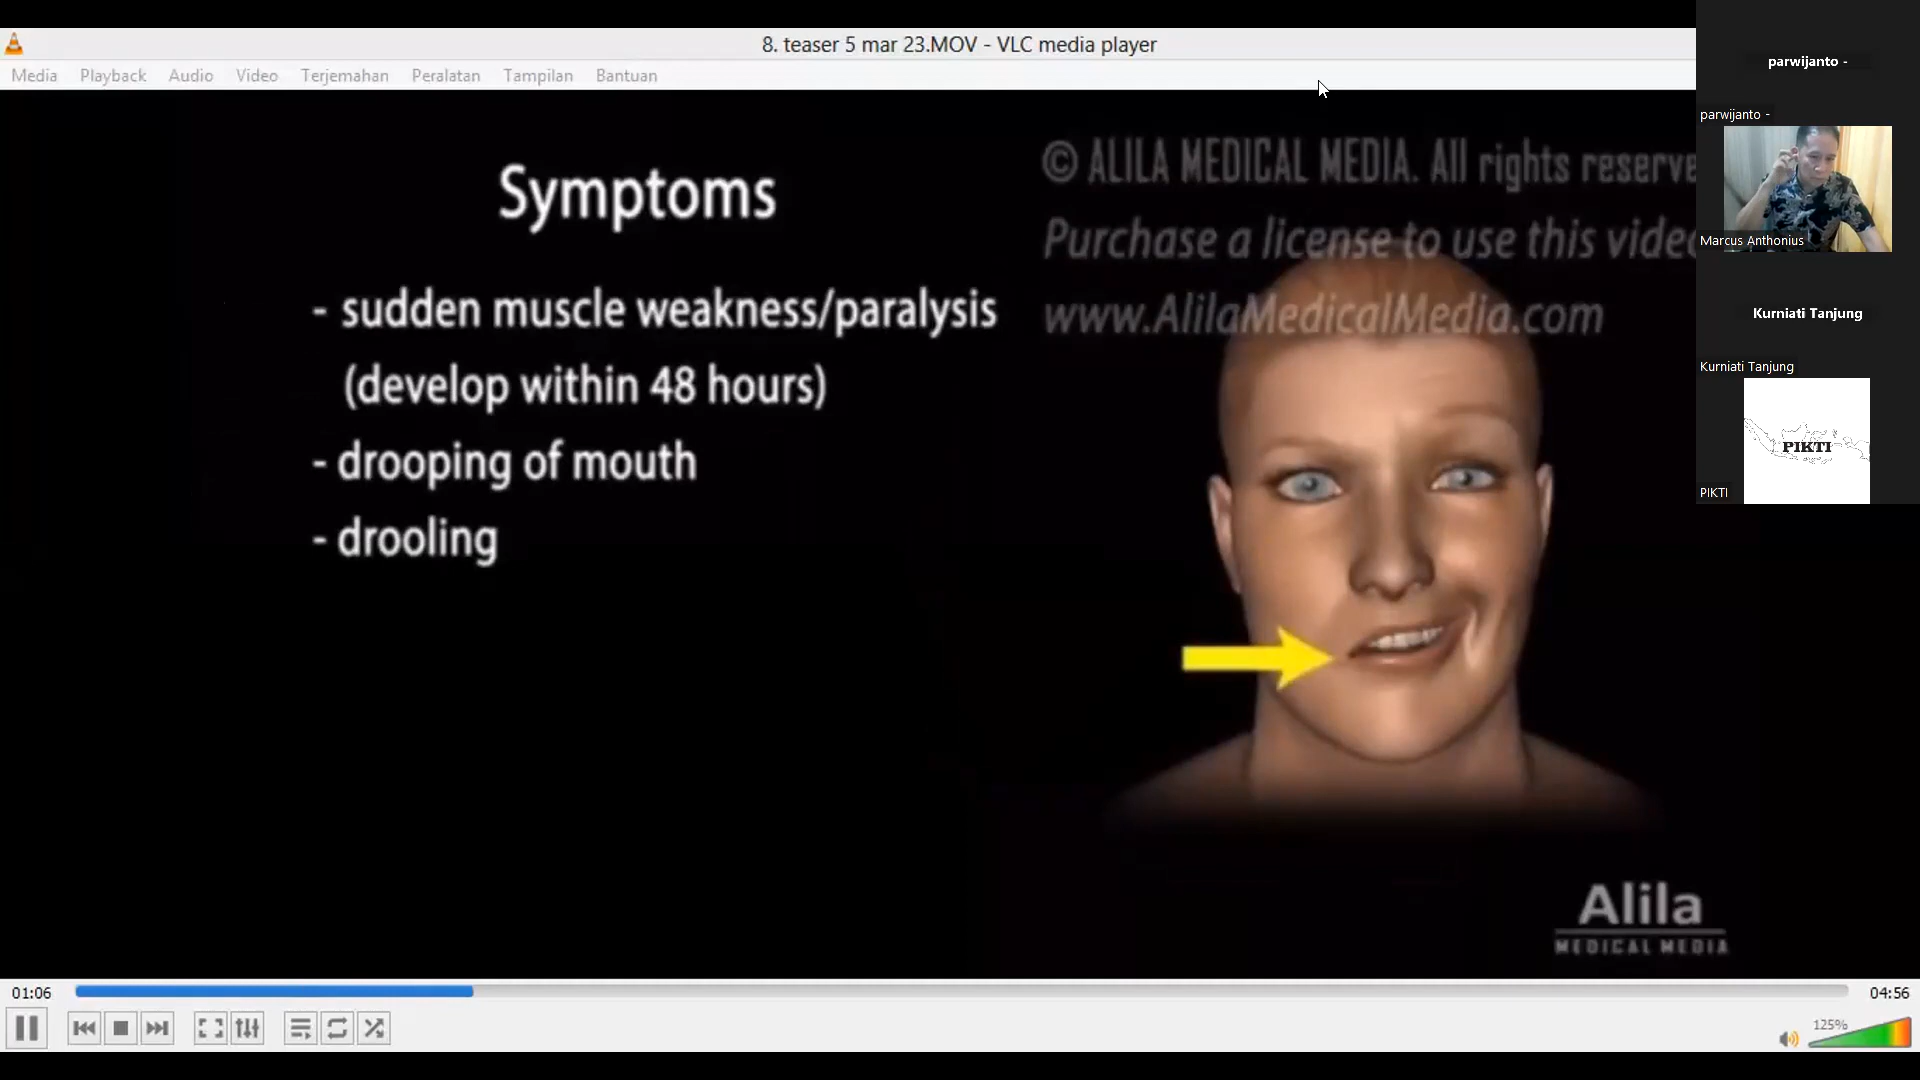 8. teaser 5 mar 23.MOV - VLC media player
Media Playback Audio Video Terjemahan Peralatan Tampilan Bantuan
Symptoms
- sudden muscle weakness/paralysis
(develop within 48 hours)
- drooping of mouth
- drooling
© ALILA MEDICAL MEDIA. All rights reserve
Purchase a license to use this video
www.AlilaMedicalMedia.com
Alila
MEDICAL MEDIA
parwijanto -
parwijanto -
Marcus Anthonius
Kurniati Tanjung
Kurniati Tanjung
PIKTI
PIKTI
01:06
04:56
125%